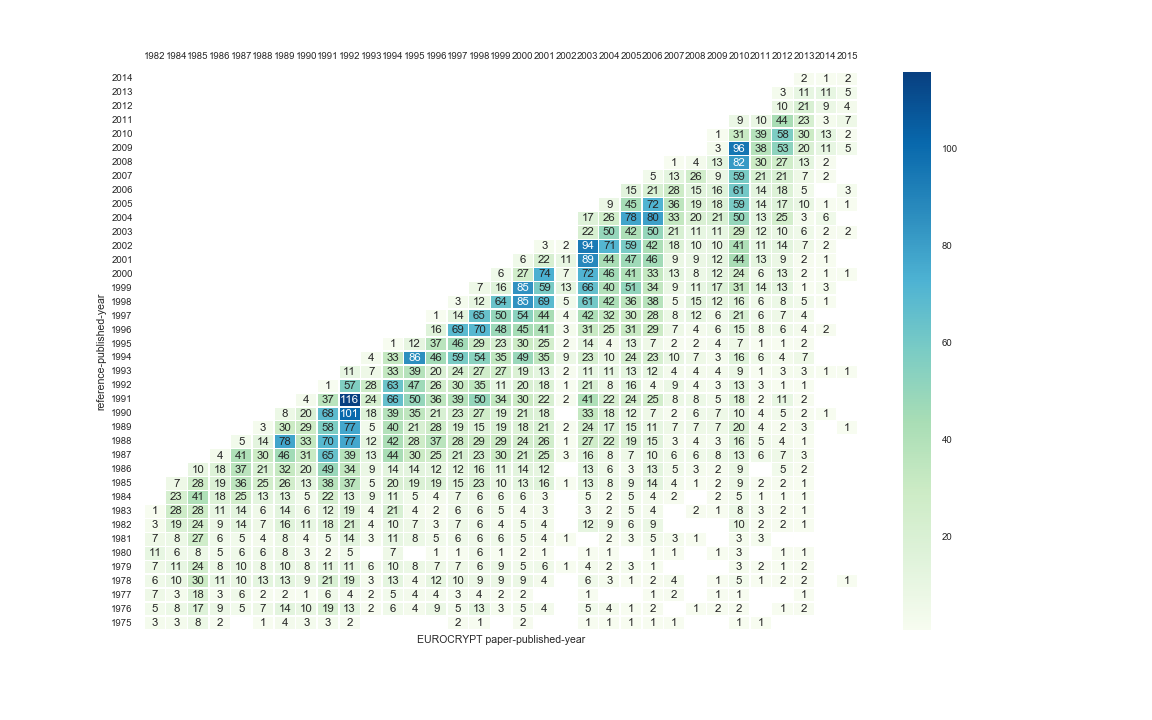 1982 1984 1985 1986 1987 1988 1989 1990 1991 1992 1993 1994 1995 1996 1997 1998 1999 2000 2001 2002 2003 2004 2005 2006 2007 2008 2009 2010 2011 2012 2013 2014 2015
2014 2 1 2
2013 3 11 11 5
2012 10 21 9 4
2011 9 10 44 23 3 7
2010 1 31 39 58 30 13 2
2009 3 96 38 53 20 11 5
2008 1 4 13 82 30 27 13 2
2007 5 13 26 9 59 21 21 7 2
2006 15 21 28 15 16 61 14 18 5 3
2005 9 45 72 36 19 18 59 14 17 10 1 1
2004 17 26 78 80 33 20 21 50 13 25 3 6
2003 22 50 42 50 21 11 11 29 12 10 6 2 2
2002 3 2 94 71 59 42 18 10 10 41 11 14 7 2
2001 6 22 11 89 44 47 46 9 9 12 44 13 9 2 1
2000 6 27 74 7 72 46 41 33 13 8 12 24 6 13 2 1 1
1999 7 16 85 59 13 66 40 51 34 9 11 17 31 14 13 1 3
1998 3 12 64 85 69 5 61 42 36 38 5 15 12 16 6 8 5 1
1997 1 14 65 50 54 44 4 42 32 30 28 8 12 6 21 6 7 4
1996 16 69 70 48 45 41 3 31 25 31 29 7 4 6 15 8 6 4 2
1995 1 12 37 46 29 23 30 25 2 14 4 13 7 2 2 4 7 1 1 2
1994 4 33 86 46 59 54 35 49 35 9 23 10 24 23 10 7 3 16 6 4 7
1993 11 7 33 39 20 24 27 27 19 13 2 11 11 13 12 4 4 4 9 1 3 3 1 1
1992 1 57 28 63 47 26 30 35 11 20 18 1 21 8 16 4 9 4 3 13 3 1 1
1991 4 37 116 24 66 50 36 39 50 34 30 22 2 41 22 24 25 8 8 5 18 2 11 2
1990 8 20 68 101 18 39 35 21 23 27 19 21 18 33 18 12 7 2 6 7 10 4 5 2 1
1989 3 30 29 58 77 5 40 21 28 19 15 19 18 21 2 24 17 15 11 7 7 7 20 4 2 3 1
1988 5 14 78 33 70 77 12 42 28 37 28 29 29 24 26 1 27 22 19 15 3 4 3 16 5 4 1
1987 4 41 30 46 31 65 39 13 44 30 25 21 23 30 21 25 3 16 8 7 10 6 6 8 13 6 7 3
1986 10 18 37 21 32 20 49 34 9 14 14 12 12 16 11 14 12 13 6 3 13 5 3 2 9 5 2
1985 7 28 19 36 25 26 13 38 37 5 20 19 19 15 23 10 13 16 1 13 8 9 14 4 1 2 9 2 2 1
1984 23 41 18 25 13 13 5 22 13 9 11 5 4 7 6 6 6 3 5 2 5 4 2 2 5 1 1 1
1983 1 28 28 11 14 6 14 6 12 19 4 21 4 2 6 6 5 4 3 3 2 5 4 2 1 8 3 2 1
1982 3 19 24 9 14 7 16 11 18 21 4 10 7 3 7 6 4 5 4 12 9 6 9 10 2 2 1
1981 7 8 27 6 5 4 8 4 5 14 3 11 8 5 6 6 6 5 4 1 2 3 5 3 1 3 3
1980 11 6 8 5 6 6 8 3 2 5 7 1 1 6 1 2 1 1 1 1 1 1 3 1 1
1979 7 11 24 8 10 8 10 8 11 11 6 10 8 7 7 6 9 5 6 1 4 2 3 1 3 2 1 2
1978 6 10 30 11 10 13 13 9 21 19 3 13 4 12 10 9 9 9 4 6 3 1 2 4 1 5 1 2 2 1
1977 7 3 18 3 6 2 2 1 6 4 2 5 4 4 3 4 2 2 1 1 2 1 1 1
1976 5 8 17 9 5 7 14 10 19 13 2 6 4 9 5 13 3 5 4 5 4 1 2 1 2 2 1 2
1975 3 3 8 2 1 4 3 3 2 2 1 2 1 1 1 1 1 1 1
reference-published-year
EUROCRYPT paper-published-year
100
80
60
40
20